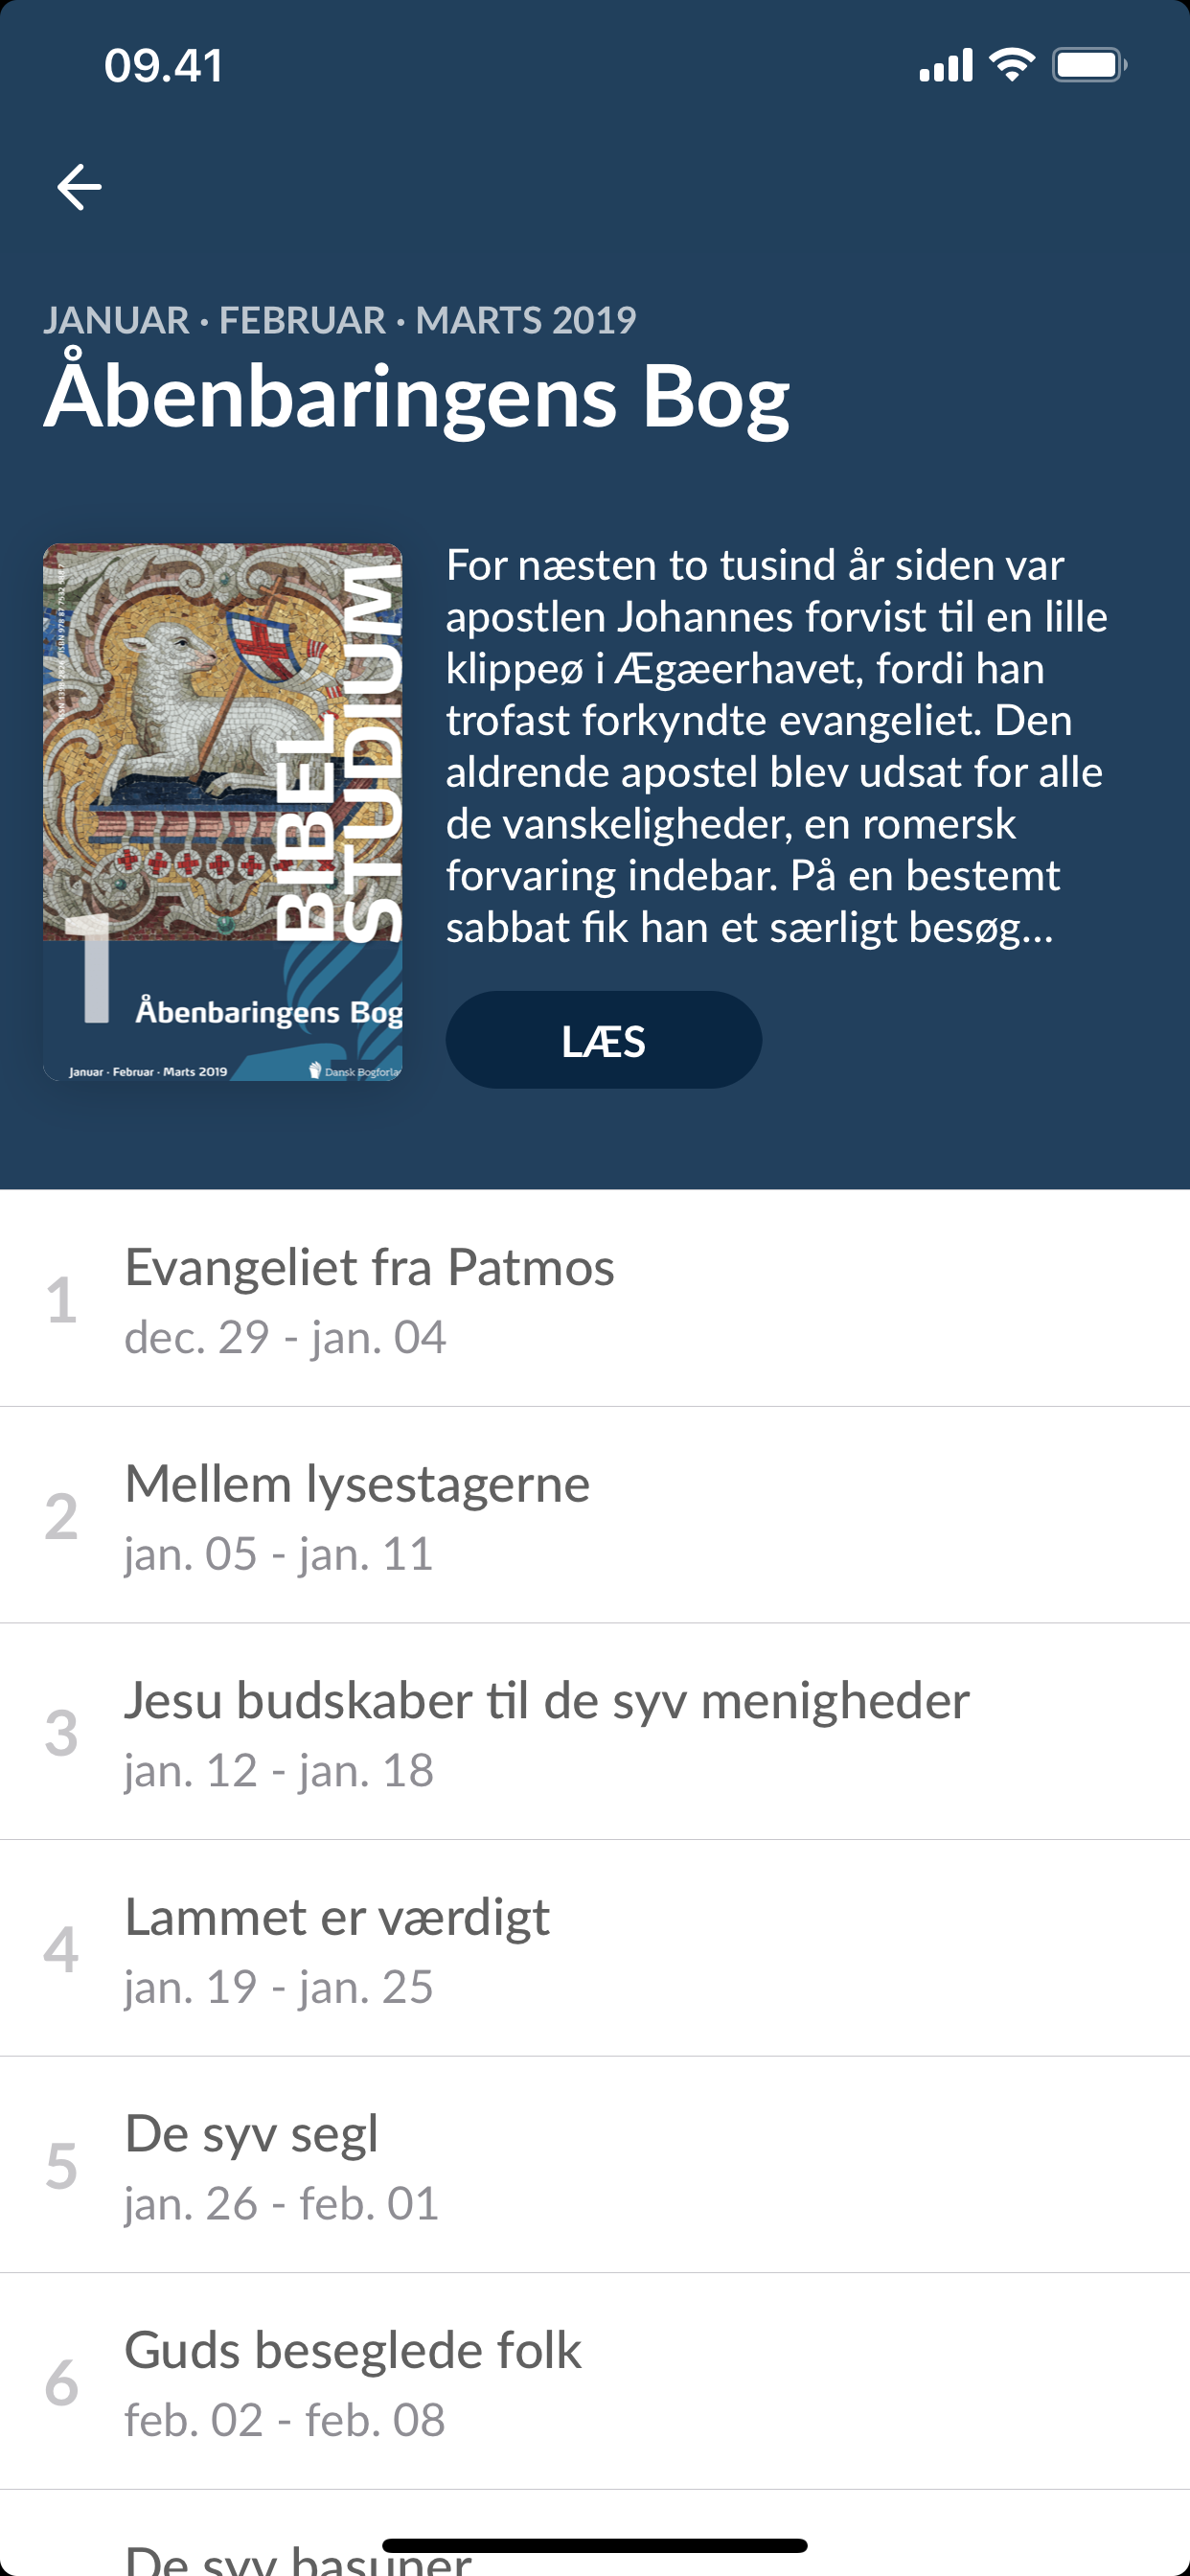 09.41
JANUAR · FEBRUAR · MARTS 2019
Åbenbaringens Bog
BIBEL
STUDIUM
1
Åbenbaringens Bog
Januar · Februar · Marts 2019
Dansk Bogforla
For næsten to tusind år siden var
apostlen Johannes forvist til en lille
klippeø i Ægæerhavet, fordi han
trofast forkyndte evangeliet. Den
aldrende apostel blev udsat for alle
de vanskeligheder, en romersk
forvaring indebar. På en bestemt
sabbat fik han et særligt besøg...
LÆS
1
Evangeliet fra Patmos
dec. 29 - jan. 04
2
Mellem lysestagerne
jan. 05 - jan. 11
3
Jesu budskaber til de syv menigheder
jan. 12 - jan. 18
4
Lammet er værdigt
jan. 19 - jan. 25
5
De syv segl
jan. 26 - feb. 01
6
Guds beseglede folk
feb. 02 - feb. 08
De syv basuner